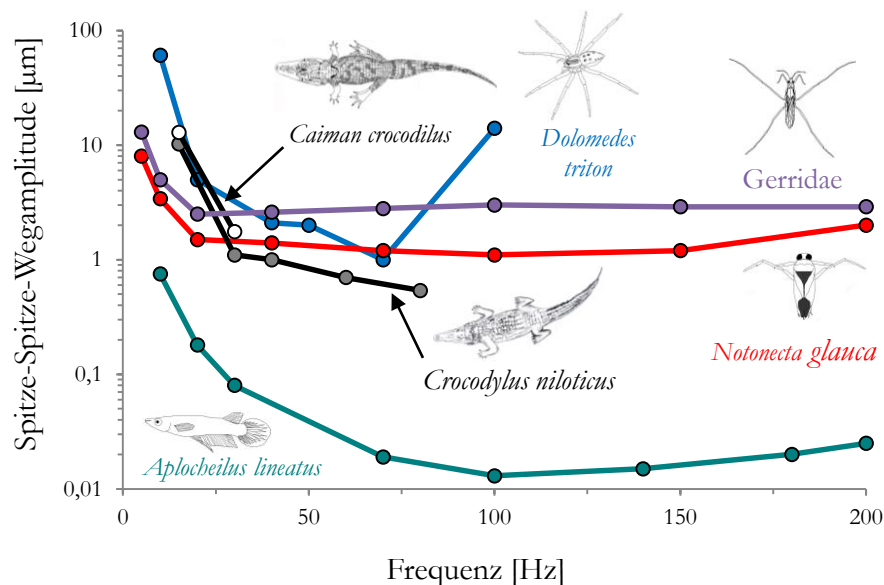 Spitze-Spitze-Wegamplitude [µm]
100
10
1
0,1
0,01
Caiman crocodilus
Dolomedes
triton
Gerridae
Notonecta glauca
Crocodylus niloticus
Aplocheilus lineatus
0
50
100
150
200
Frequenz [Hz]